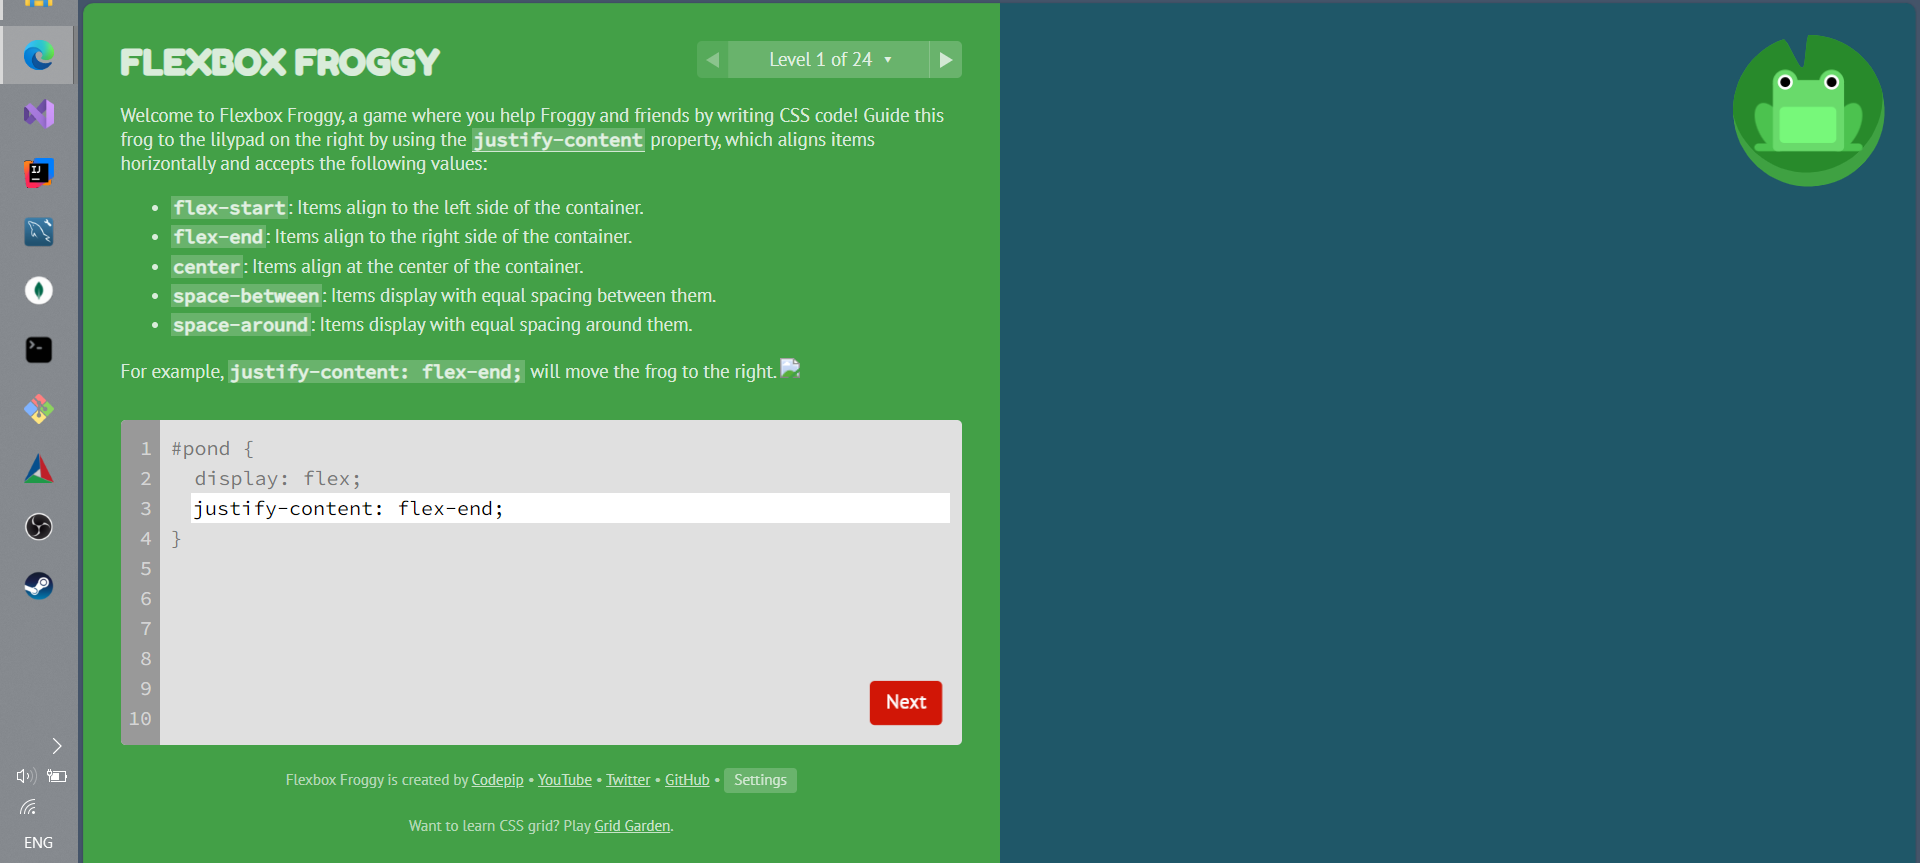 FLEXBOX FROGGY
Level 1 of 24
Welcome to Flexbox Froggy, a game where you help Froggy and friends by writing CSS code! Guide this
frog to the lilypad on the right by using the justify-content property, which aligns items
horizontally and accepts the following values:
flex-start: Items align to the left side of the container.
flex-end: Items align to the right side of the container.
center: Items align at the center of the container.
space-between: Items display with equal spacing between them.
space-around: Items display with equal spacing around them.
For example, justify-content: flex-end; will move the frog to the right.
1 #pond {
2 display: flex;
3 justify-content: flex-end;
4 }
5
6
7
8
9
10
Next
Flexbox Froggy is created by Codepip • YouTube • Twitter • GitHub • Settings
Want to learn CSS grid? Play Grid Garden.
IJ
ENG